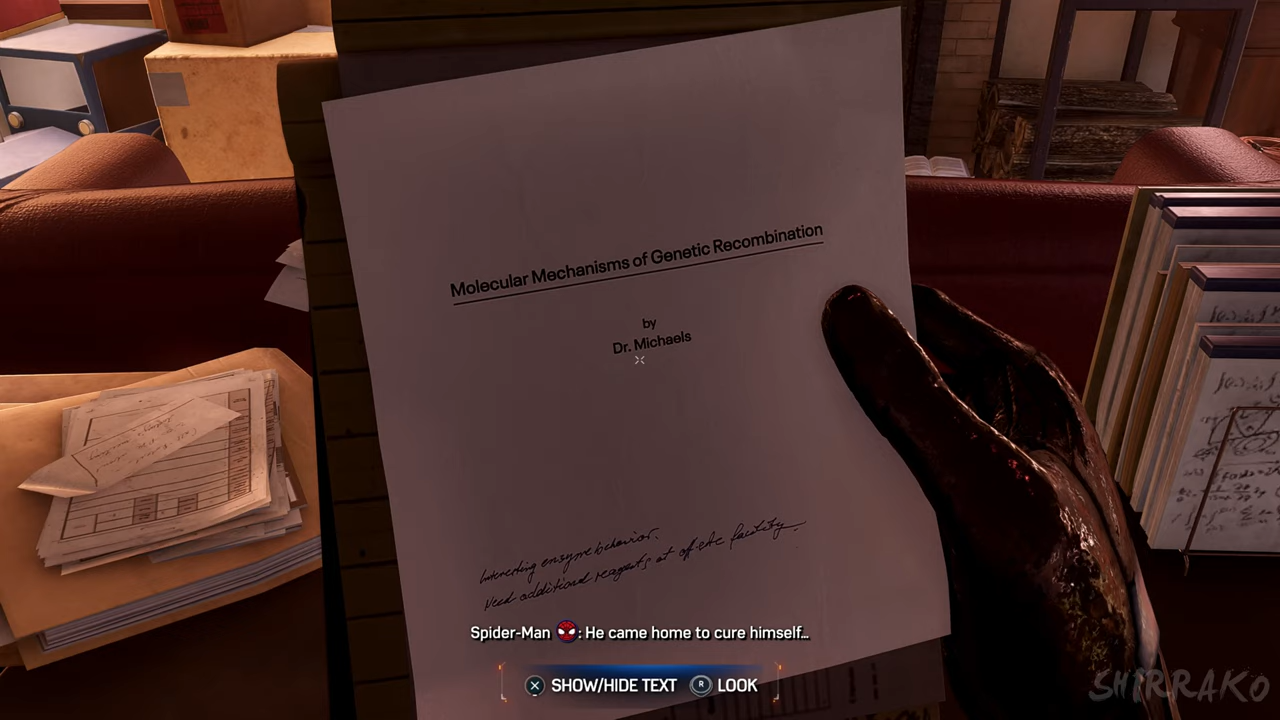 Molecular Mechanisms of Genetic Recombination
by
Dr. Michaels
Interesting enzyme behavior.
Need additional reagents at off-site facility.
Spider-Man : He came home to cure himself...
SHOW/HIDE TEXT R LOOK
SHIRRAKO